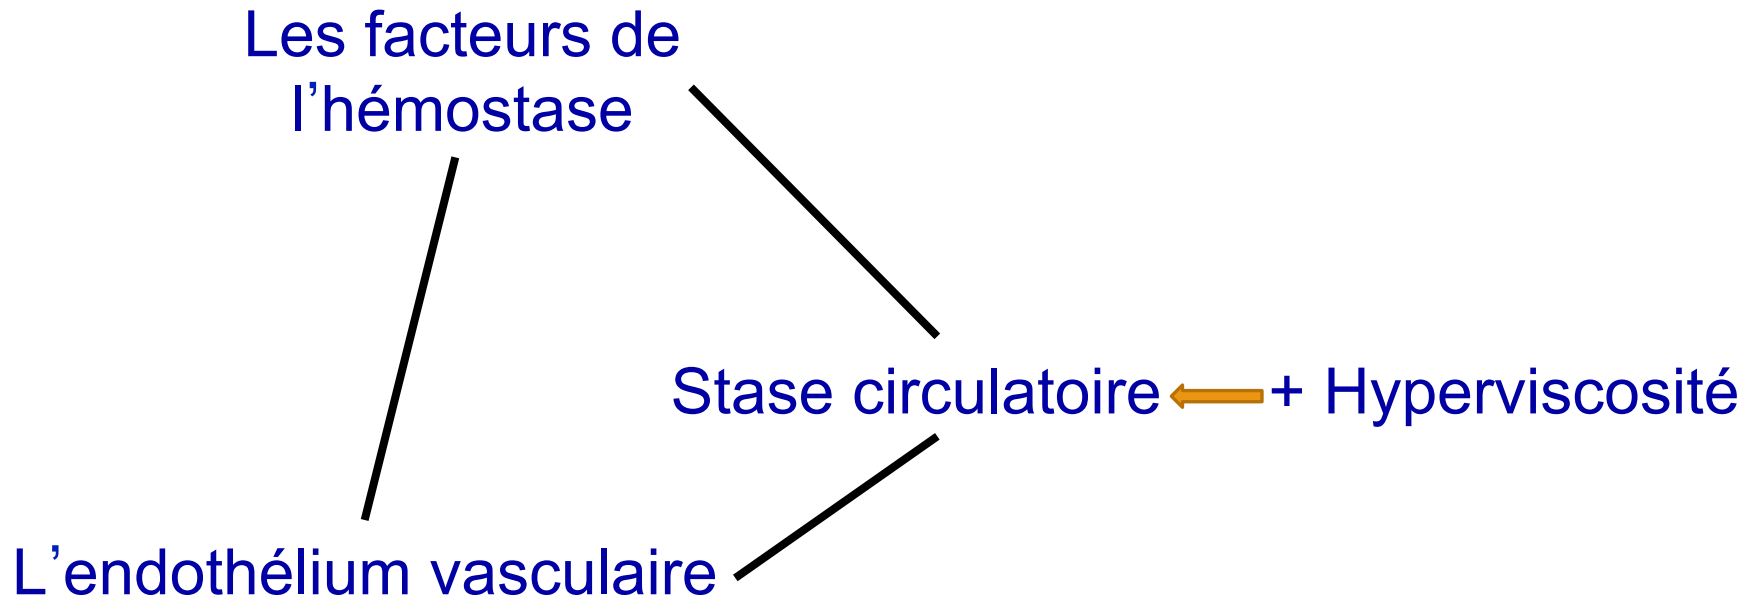 Les facteurs de
l’hémostase
Stase circulatoire + Hyperviscosité
L’endothélium vasculaire